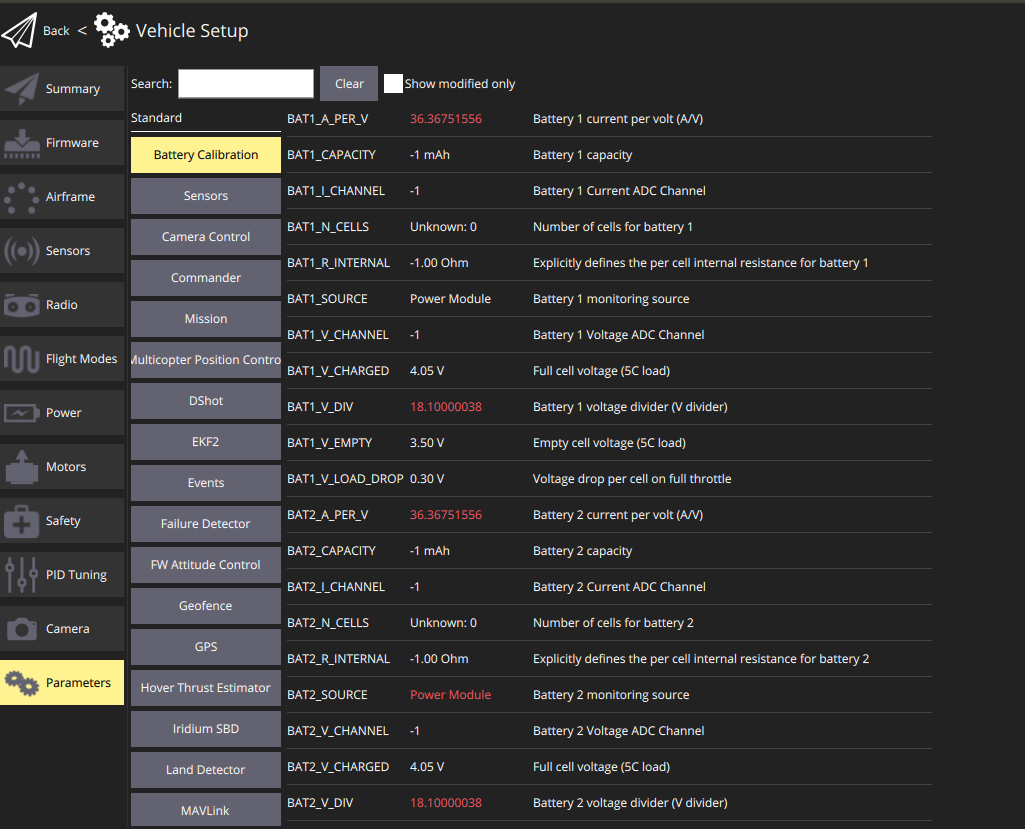 Back < Vehicle Setup
Summary
Firmware
Airframe
Sensors
Radio
Flight Modes
Power
Motors
Safety
PID Tuning
Camera
Parameters
Search: Clear Show modified only
Standard
Battery Calibration
Sensors
Camera Control
Commander
Mission
Multicopter Position Contro
DShot
EKF2
Events
Failure Detector
FW Attitude Control
Geofence
GPS
Hover Thrust Estimator
Iridium SBD
Land Detector
MAVLink
BAT1_A_PER_V 36.36751556 Battery 1 current per volt (A/V)
BAT1_CAPACITY -1 mAh Battery 1 capacity
BAT1_I_CHANNEL -1 Battery 1 Current ADC Channel
BAT1_N_CELLS Unknown: 0 Number of cells for battery 1
BAT1_R_INTERNAL -1.00 Ohm Explicitly defines the per cell internal resistance for battery 1
BAT1_SOURCE Power Module Battery 1 monitoring source
BAT1_V_CHANNEL -1 Battery 1 Voltage ADC Channel
BAT1_V_CHARGED 4.05 V Full cell voltage (5C load)
BAT1_V_DIV 18.10000038 Battery 1 voltage divider (V divider)
BAT1_V_EMPTY 3.50 V Empty cell voltage (5C load)
BAT1_V_LOAD_DROP 0.30 V Voltage drop per cell on full throttle
BAT2_A_PER_V 36.36751556 Battery 2 current per volt (A/V)
BAT2_CAPACITY -1 mAh Battery 2 capacity
BAT2_I_CHANNEL -1 Battery 2 Current ADC Channel
BAT2_N_CELLS Unknown: 0 Number of cells for battery 2
BAT2_R_INTERNAL -1.00 Ohm Explicitly defines the per cell internal resistance for battery 2
BAT2_SOURCE Power Module Battery 2 monitoring source
BAT2_V_CHANNEL -1 Battery 2 Voltage ADC Channel
BAT2_V_CHARGED 4.05 V Full cell voltage (5C load)
BAT2_V_DIV 18.10000038 Battery 2 voltage divider (V divider)